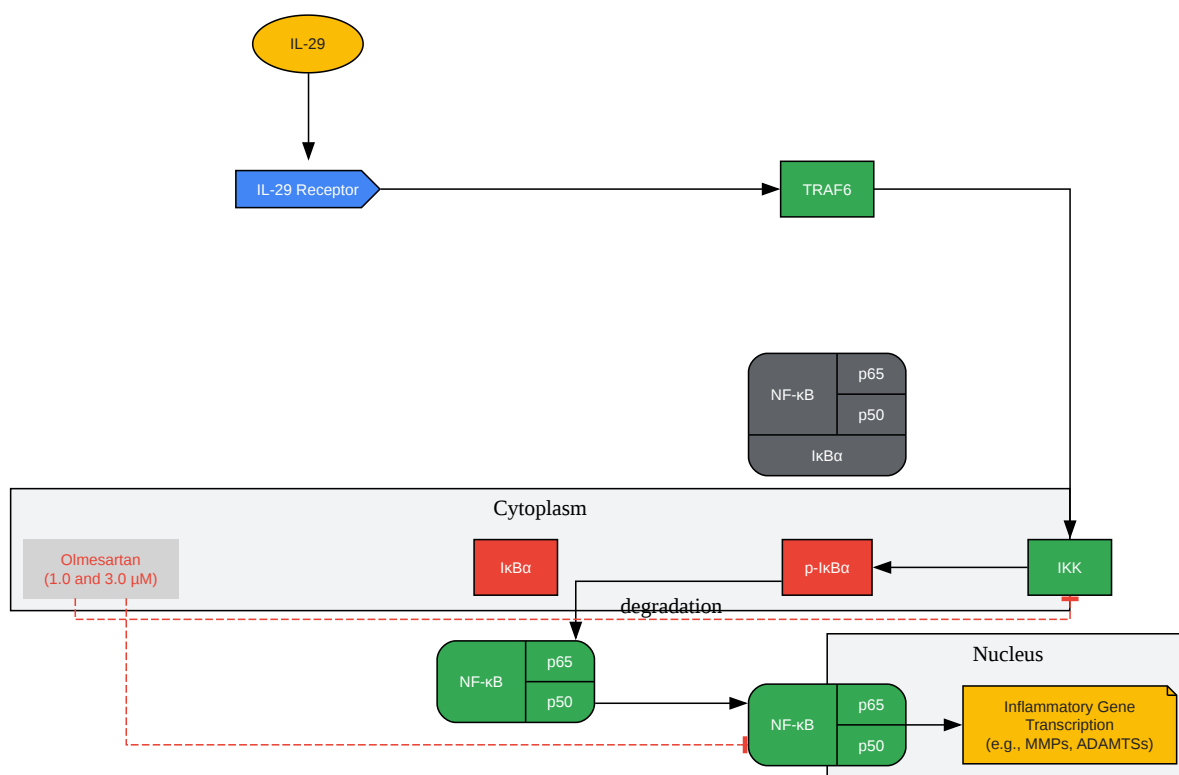 IL-29
IL-29 Receptor
TRAF6
NF-κB
p65
p50
IκBα
Cytoplasm
Olmesartan
(1.0 and 3.0 µM)
IκBα
p-IκBα
IKK
degradation
NF-κB
p65
p50
Nucleus
NF-κB
p65
p50
Inflammatory Gene
Transcription
(e.g., MMPs, ADAMTSs)